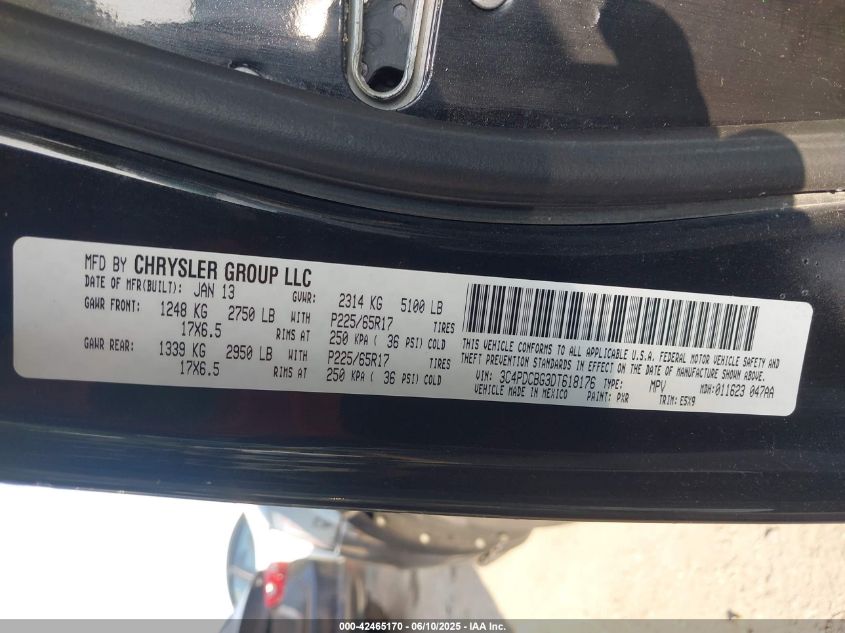 MFD BY CHRYSLER GROUP LLC
DATE OF MFR(BUILT): JAN 13 GVWR: 2314 KG 5100 LB
GAWR FRONT: 1248 KG 2750 LB WITH P225/65R17 TIRES
17X6.5 RIMS AT 250 KPA ( 36 PSI) COLD
GAWR REAR: 1339 KG 2950 LB WITH P225/65R17 TIRES
17X6.5 RIMS AT 250 KPA ( 36 PSI) COLD
THIS VEHICLE CONFORMS TO ALL APPLICABLE U.S.A. FEDERAL MOTOR VEHICLE SAFETY AND
THEFT PREVENTION STANDARDS IN EFFECT ON THE DATE OF MANUFACTURE SHOWN ABOVE.
VIN: 3C4PDCBG3DT618176 TYPE: MPV MDH:011623 047AA
VEHICLE MADE IN MEXICO PAINT: PXR TRIM: E5X9
000-42465170 | 06/10/2025 - IAA Inc.